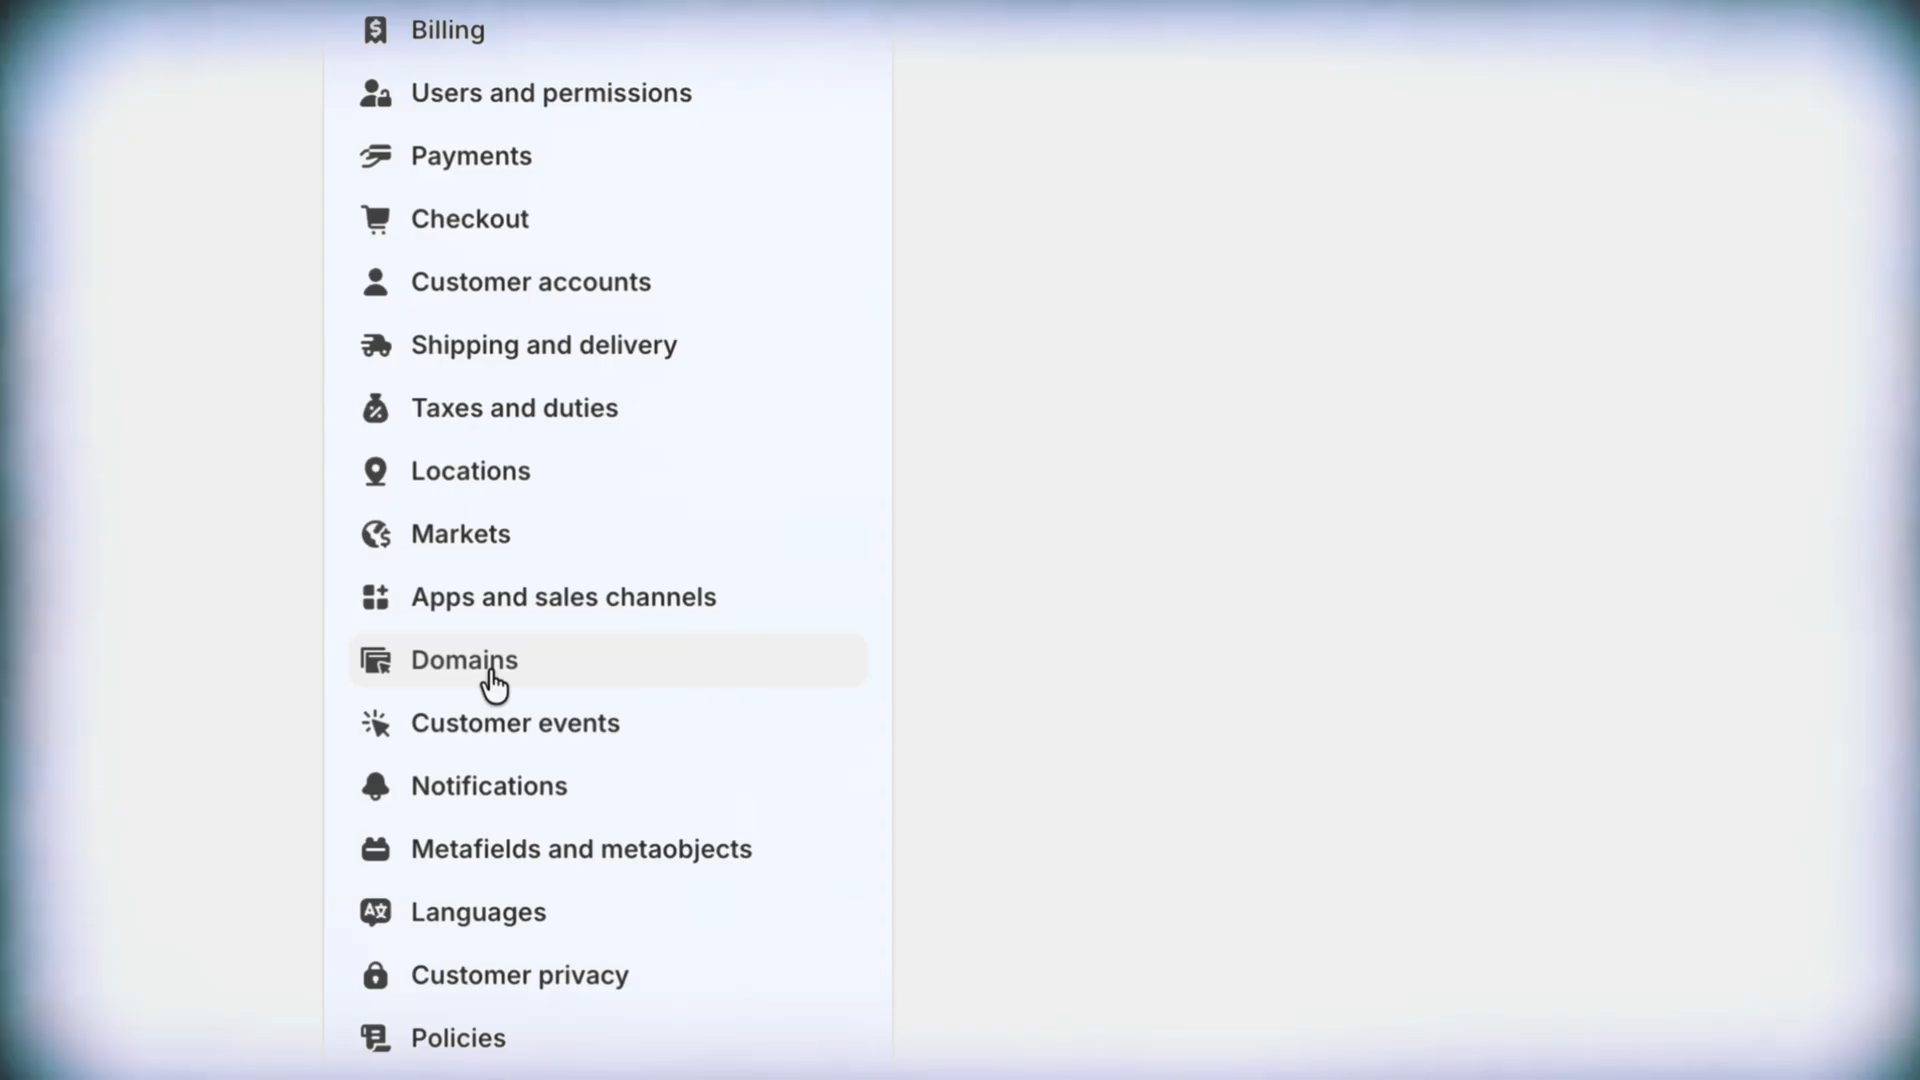 Billing
Users and permissions
Payments
Checkout
Customer accounts
Shipping and delivery
Taxes and duties
Locations
Markets
Apps and sales channels
Domains
Customer events
Notifications
Metafields and metaobjects
Languages
Customer privacy
Policies